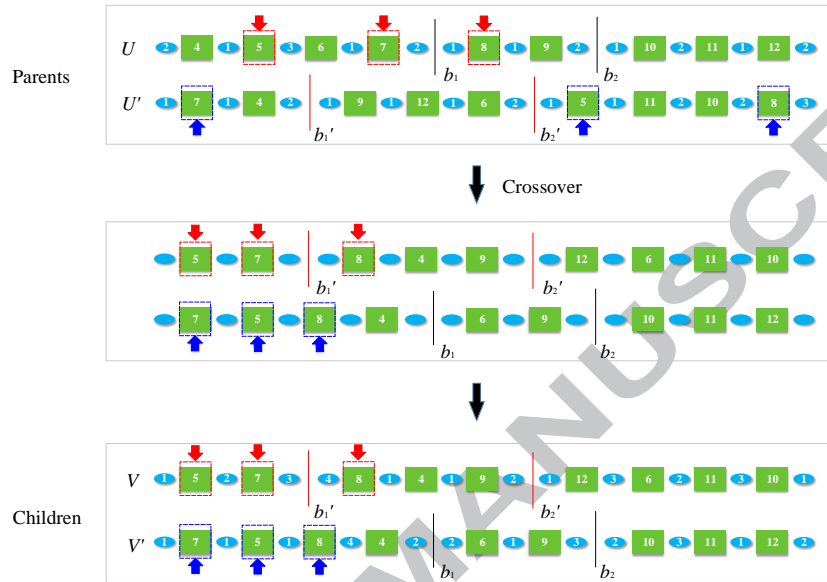 Parents
U 2 4 1 5 3 6 1 7 2 1 8 1 9 2 1 10 2 11 1 12 2
b₁ b₂
U' 1 7 1 4 2 1 9 1 12 1 6 2 1 5 1 11 2 10 2 8 3
b₁' b₂'
Crossover
5 7 8 4 9 12 6 11 10
b₁' b₂'
7 5 8 4 6 9 10 11 12
b₁ b₂
Children
V 1 5 2 7 3 4 8 1 4 1 9 2 1 12 3 6 2 11 3 10 1
b₁' b₂'
V' 1 7 1 5 1 8 4 4 2 2 6 1 9 3 2 10 3 11 1 12 2
b₁ b₂
MANUSCR